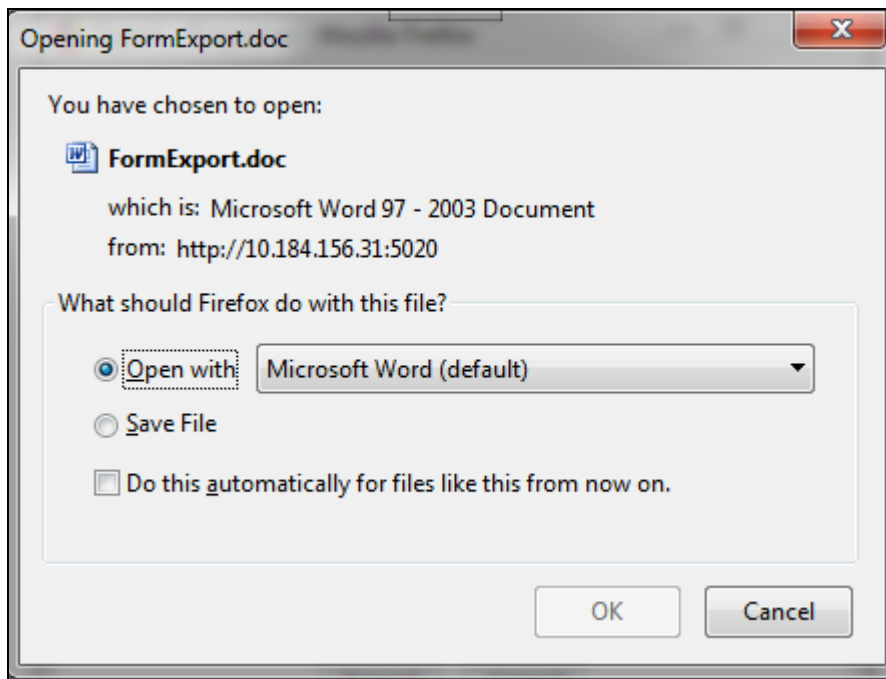 Opening FormExport.doc
You have chosen to open:
FormExport.doc
which is: Microsoft Word 97 - 2003 Document
from: http://10.184.156.31:5020
What should Firefox do with this file?
Open with Microsoft Word (default)
Save File
Do this automatically for files like this from now on.
OK Cancel